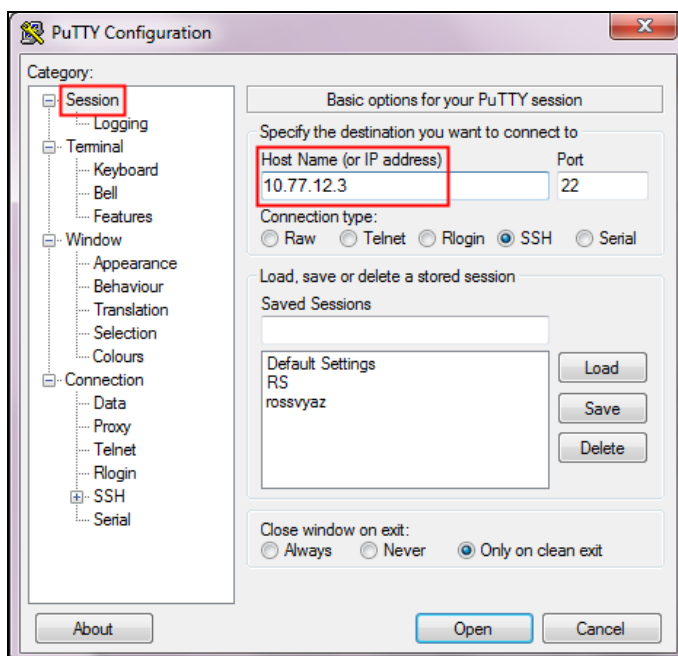 PuTTY Configuration
Category:
Session
Logging
Terminal
Keyboard
Bell
Features
Window
Appearance
Behaviour
Translation
Selection
Colours
Connection
Data
Proxy
Telnet
Rlogin
SSH
Serial
Basic options for your PuTTY session
Specify the destination you want to connect to
Host Name (or IP address) Port
10.77.12.3 22
Connection type:
Raw Telnet Rlogin SSH Serial
Load, save or delete a stored session
Saved Sessions
Default Settings
RS
rossvyaz
Load
Save
Delete
Close window on exit:
Always Never Only on clean exit
About Open Cancel